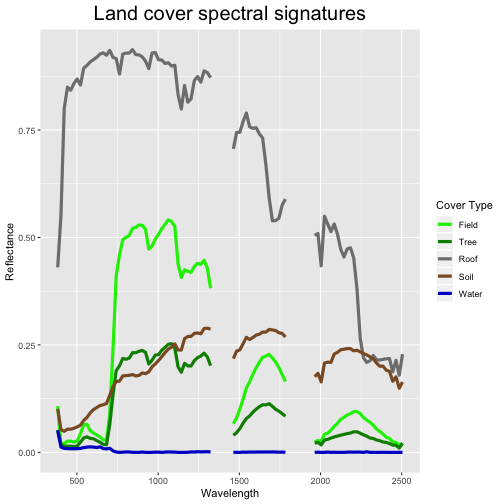 Land cover spectral signatures
0.75
0.50
0.25
0.00
Reflectance
500
1000
1500
2000
2500
Wavelength
Cover Type
Field
Tree
Roof
Soil
Water